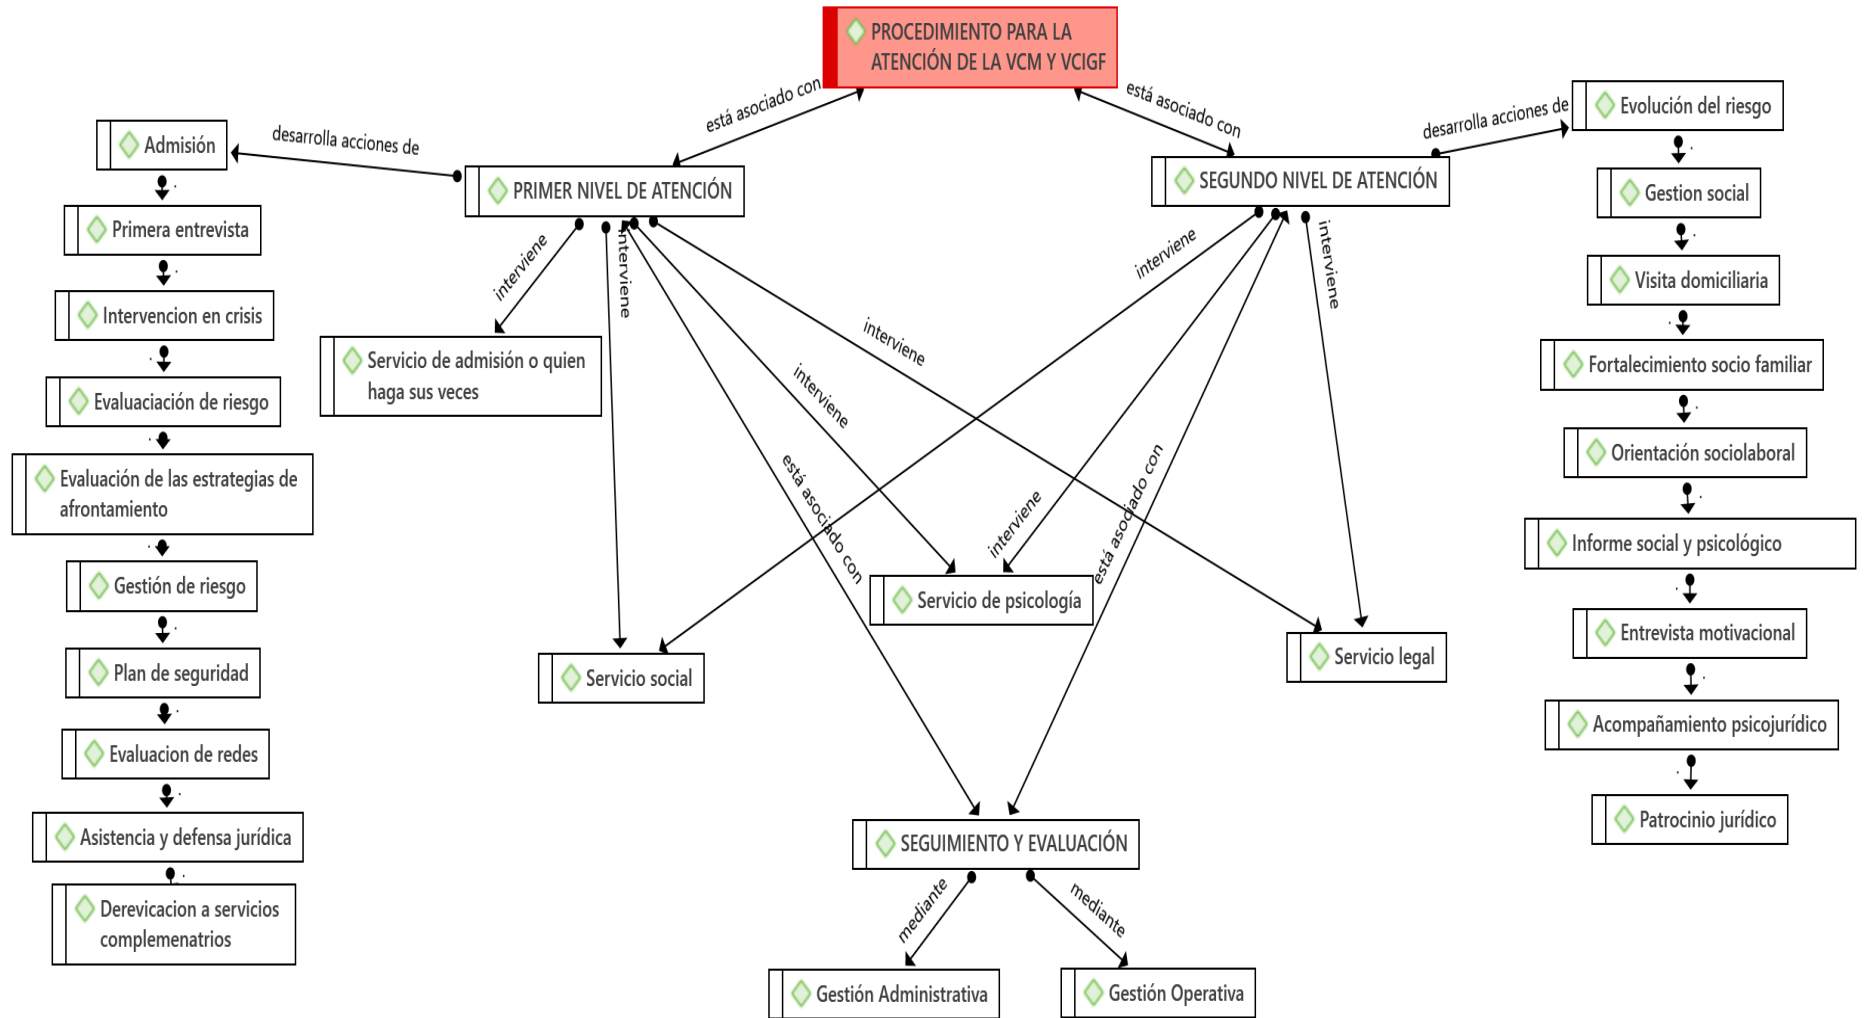 PROCEDIMIENTO PARA LA
ATENCIÓN DE LA VCM Y VCIGF
está asociado con
está asociado con
desarrolla acciones de
desarrolla acciones de
PRIMER NIVEL DE ATENCIÓN
SEGUNDO NIVEL DE ATENCIÓN
Admisión
Primera entrevista
Intervencion en crisis
Evaluaciación de riesgo
Evaluación de las estrategias de
afrontamiento
Gestión de riesgo
Plan de seguridad
Evaluacion de redes
Asistencia y defensa jurídica
Derevicacion a servicios
complemenatrios
interviene
interviene
interviene
interviene
interviene
interviene
interviene
está asociado con
está asociado con
Servicio de admisión o quien
haga sus veces
Servicio de psicología
Servicio social
Servicio legal
SEGUIMIENTO Y EVALUACIÓN
mediante
mediante
Gestión Administrativa
Gestión Operativa
Evolución del riesgo
Gestion social
Visita domiciliaria
Fortalecimiento socio familiar
Orientación sociolaboral
Informe social y psicológico
Entrevista motivacional
Acompañamiento psicojurídico
Patrocinio jurídico